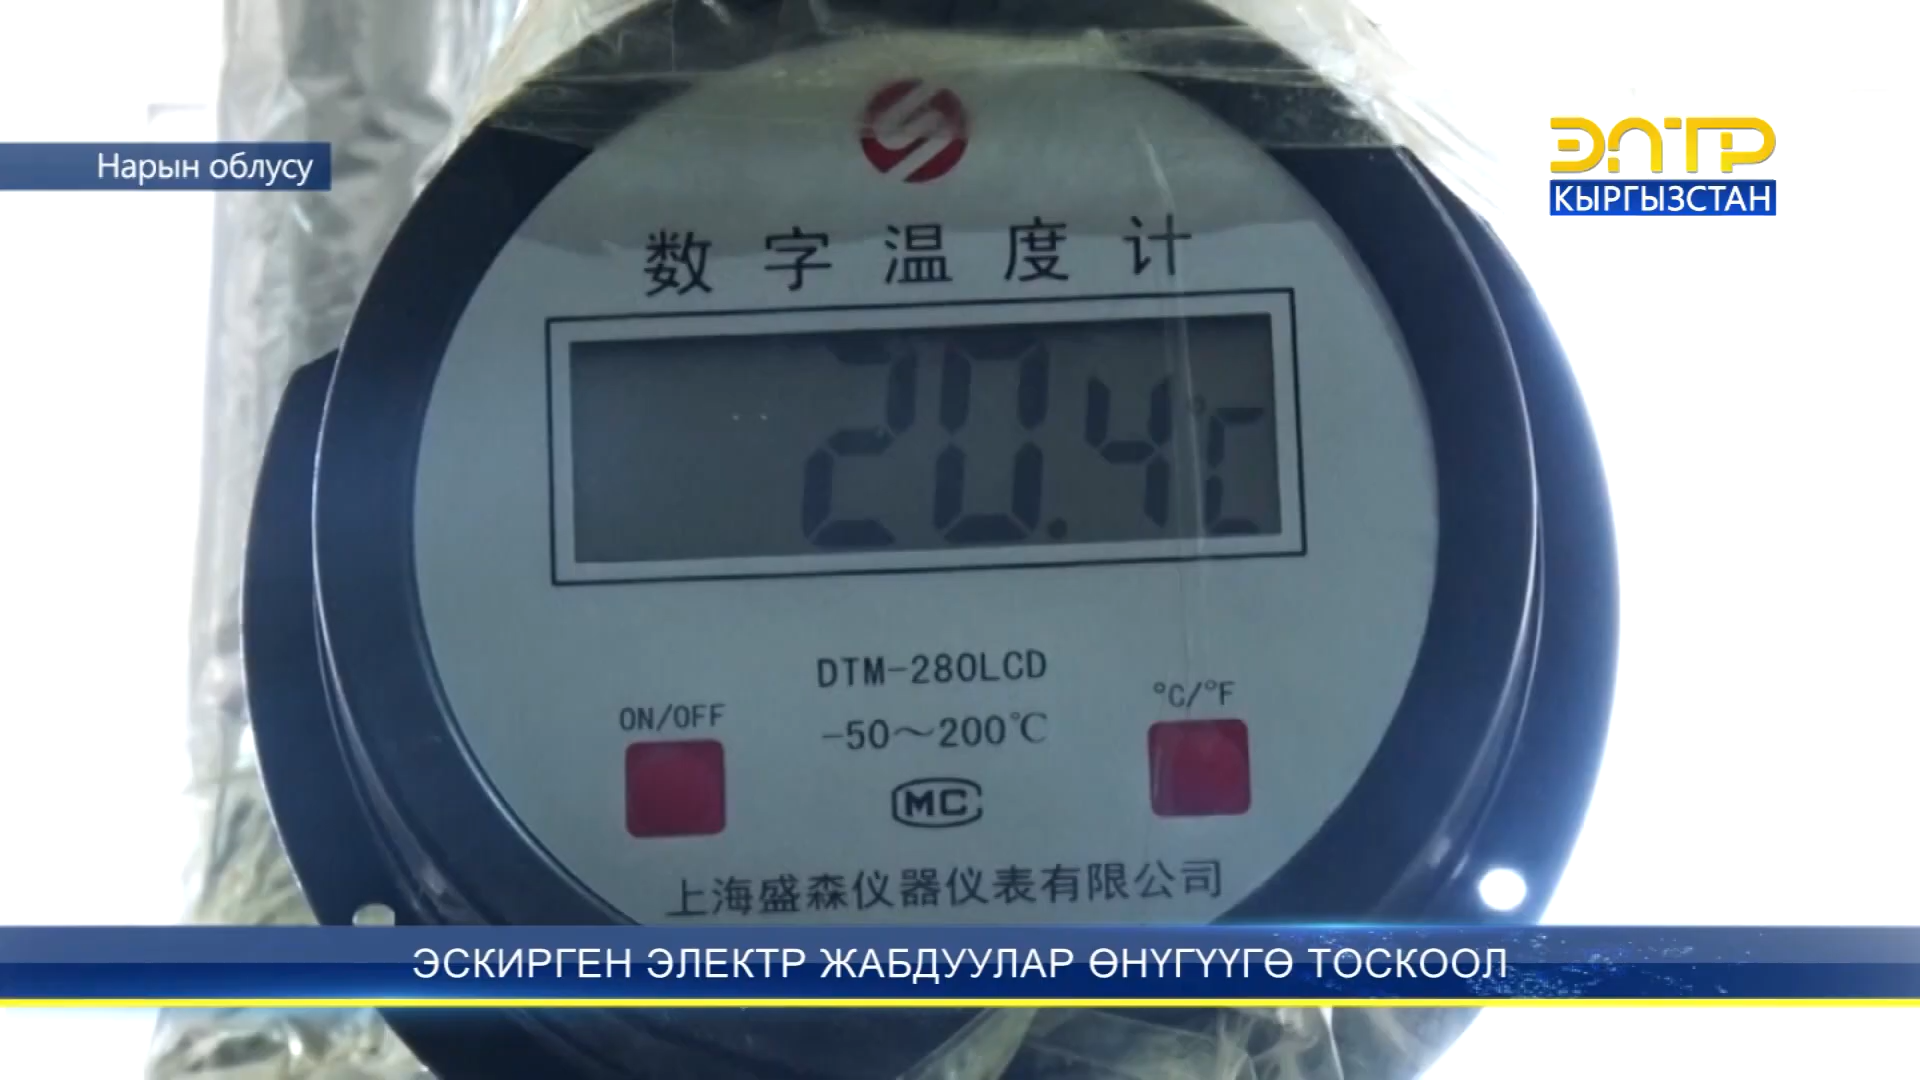 Нарын облусу
ЭЛТР
КЫРГЫЗСТАН
数字温度计
20.4°C
DTM-280LCD
-50～200℃
ON/OFF
°C/°F
MC
上海盛森仪器仪表有限公司
ЭСКИРГЕН ЭЛЕКТР ЖАБДУУЛАР ӨНҮГҮҮГӨ ТОСКООЛ